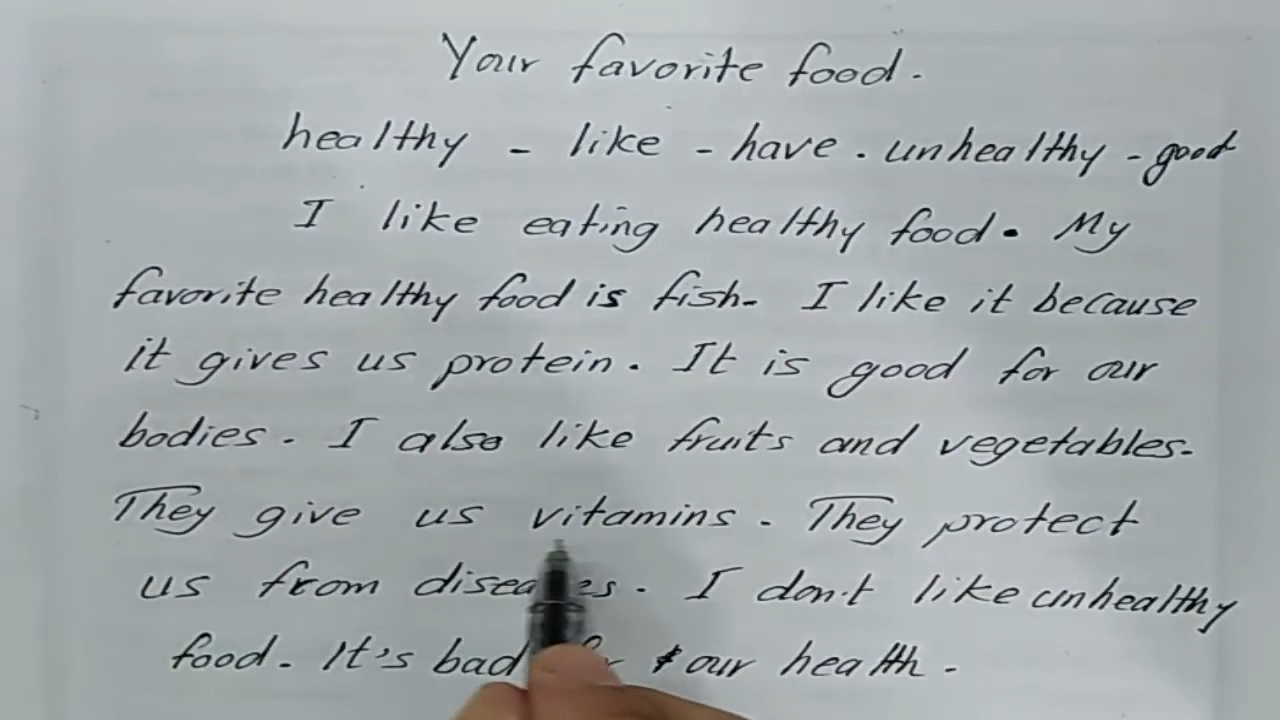 Your favorite food.
healthy - like - have . unhealthy - good
I like eating healthy food. My
favorite healthy food is fish. I like it because
it gives us protein. It is good for our
bodies. I also like fruits and vegetables.
They give us vitamins. They protect
us from diseases. I don't like unhealthy
food. It's bad our health.